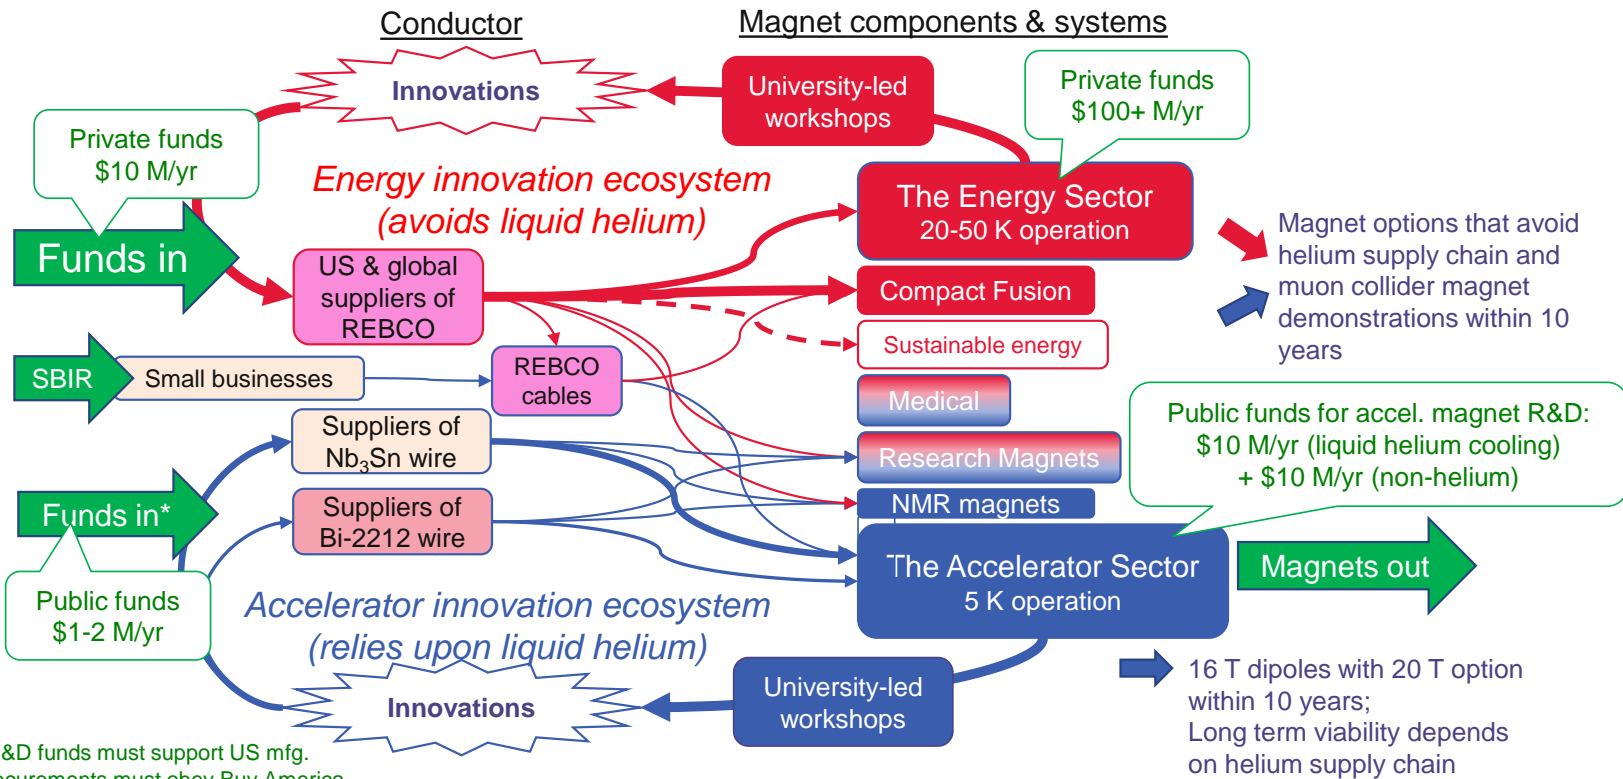 Conductor
Magnet components & systems
Innovations
University-led
workshops
Private funds
$100+ M/yr
Private funds
$10 M/yr
Energy innovation ecosystem
(avoids liquid helium)
The Energy Sector
20-50 K operation
Funds in
US & global
suppliers of
REBCO
Compact Fusion
Magnet options that avoid
helium supply chain and
muon collider magnet
demonstrations within 10
years
Sustainable energy
SBIR
Small businesses
REBCO
cables
Medical
Public funds for accel. magnet R&D:
$10 M/yr (liquid helium cooling)
+ $10 M/yr (non-helium)
Suppliers of
Nb₃Sn wire
Research Magnets
NMR magnets
Funds in*
Suppliers of
Bi-2212 wire
The Accelerator Sector
5 K operation
Magnets out
Public funds
$1-2 M/yr
Accelerator innovation ecosystem
(relies upon liquid helium)
Innovations
University-led
workshops
16 T dipoles with 20 T option
within 10 years;
Long term viability depends
on helium supply chain
&D funds must support US mfg.
must obey Buy America